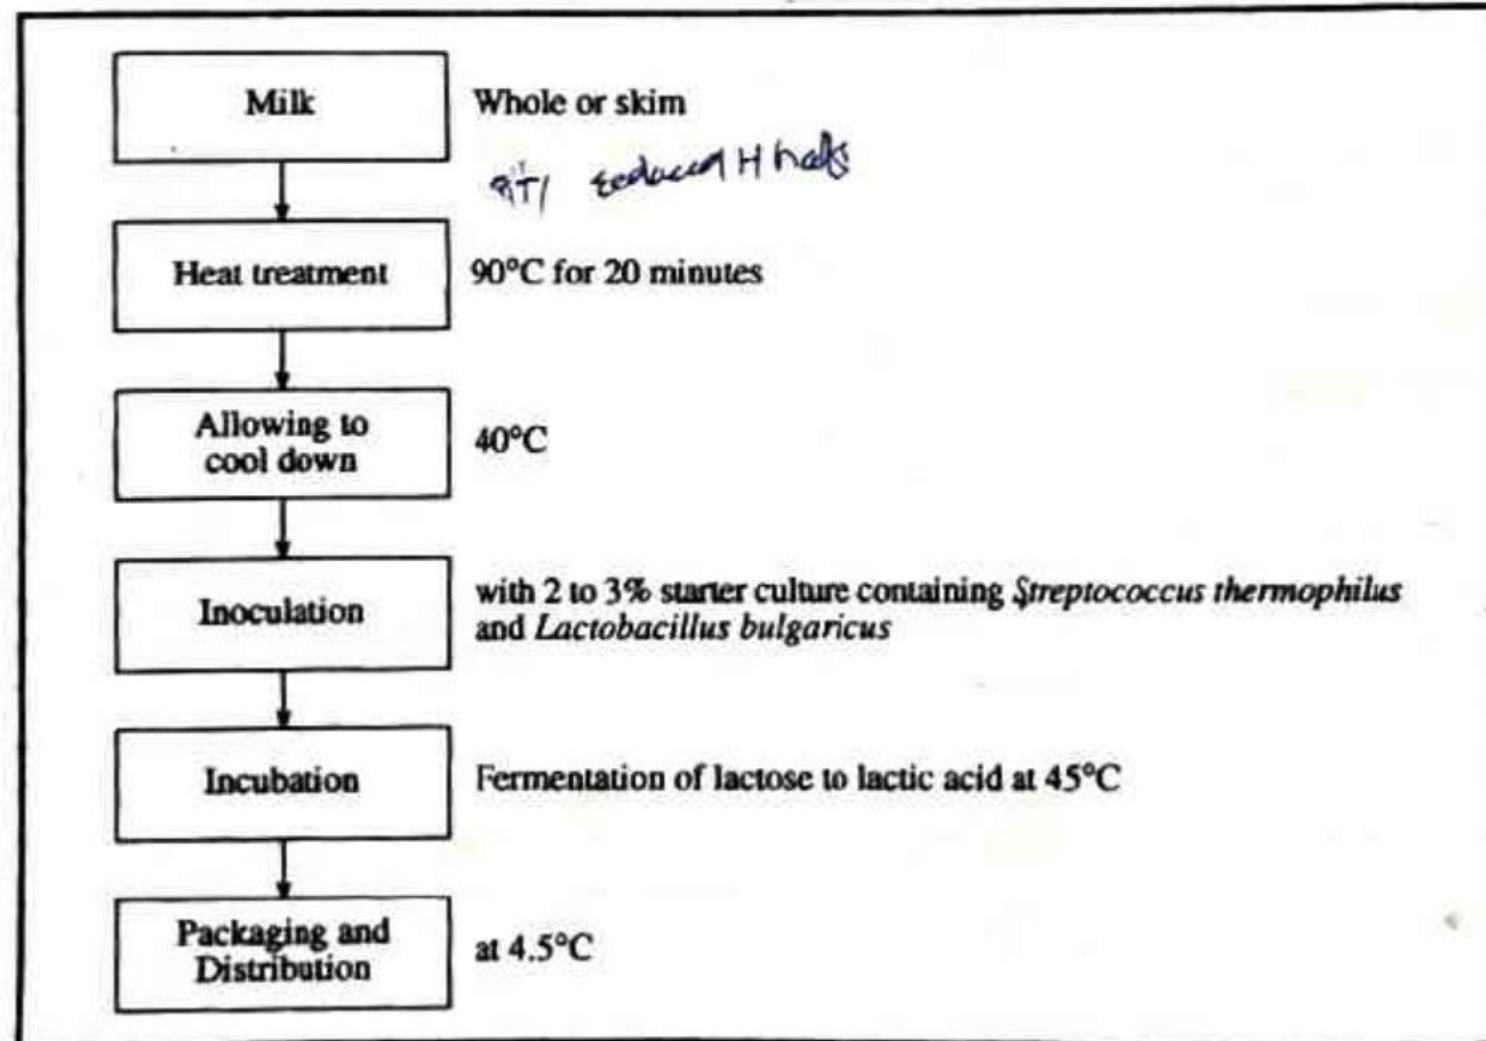 Milk
Whole or skim
Heat treatment
90°C for 20 minutes
Allowing to
cool down
40°C
Inoculation
with 2 to 3% starter culture containing Streptococcus thermophilus
and Lactobacillus bulgaricus
Incubation
Fermentation of lactose to lactic acid at 45°C
Packaging and
Distribution
at 4.5°C